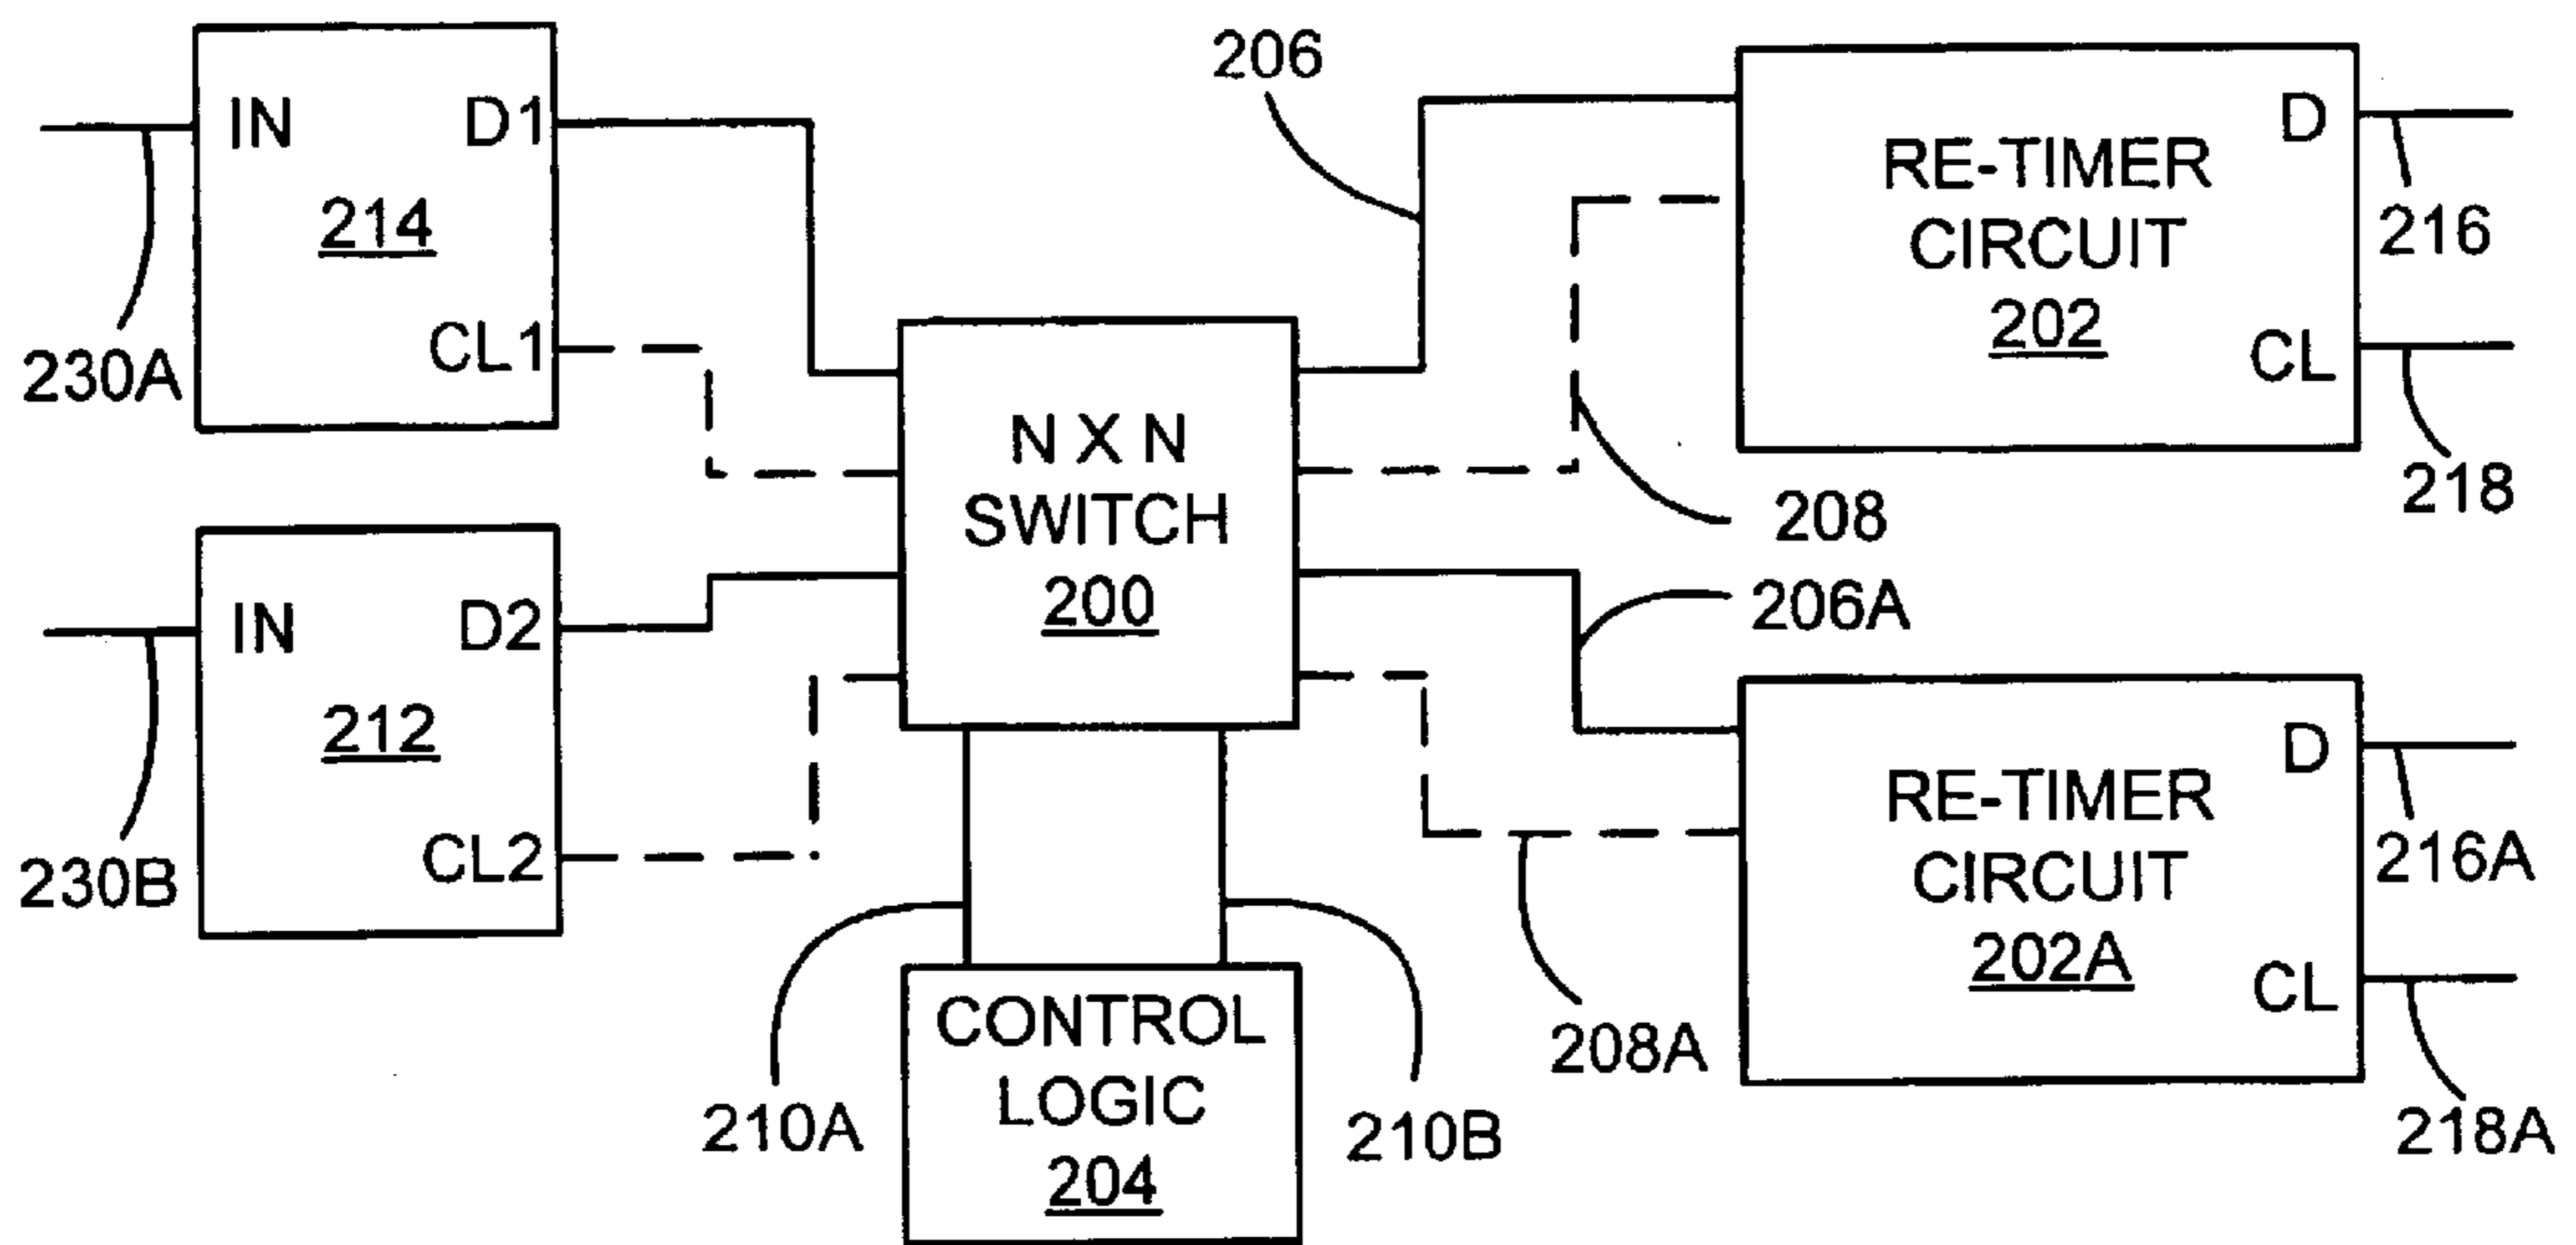 IN
D1
214
CL1
230A
IN
D2
212
CL2
230B
N X N
SWITCH
200
CONTROL
LOGIC
204
210A
210B
206
208
206A
208A
RE-TIMER
CIRCUIT
202
D
CL
216
218
RE-TIMER
CIRCUIT
202A
D
CL
216A
218A